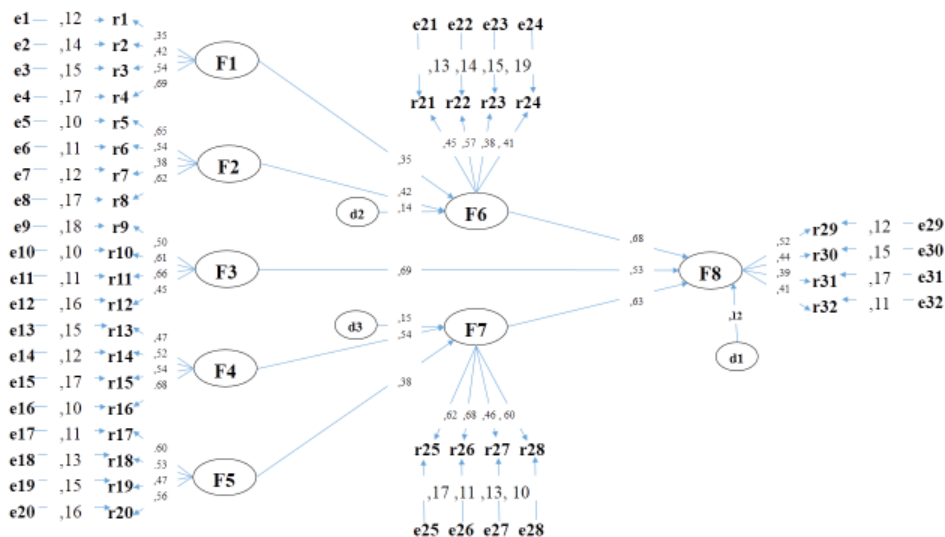 e1 ,12 r1
e2 ,14 r2
e3 ,15 r3
e4 ,17 r4
e5 ,10 r5
e6 ,11 r6
e7 ,12 r7
e8 ,17 r8
e9 ,18 r9
e10 ,10 r10
e11 ,11 r11
e12 ,16 r12
e13 ,15 r13
e14 ,12 r14
e15 ,17 r15
e16 ,10 r16
e17 ,11 r17
e18 ,13 r18
e19 ,15 r19
e20 ,16 r20
,35
,42
,54
,69
F1
,65
,54
,38
,62
F2
,50
,61
,66
,45
F3
,47
,52
,54
,68
F4
,60
,53
,47
,56
F5
e21 e22 e23 e24
,13 ,14 ,15, 19
r21 r22 r23 r24
,45 ,57 ,38 ,41
,35
,42
d2 ,14
F6
,69
,53
d3 ,15
,54
F7
,38
,62 ,68 ,46 ,60
r25 r26 r27 r28
,17 ,11 ,13, 10
e25 e26 e27 e28
,68
,63
F8
,12
d1
,52
,44
,39
,41
r29 ,12 e29
r30 ,15 e30
r31 ,17 e31
r32 ,11 e32